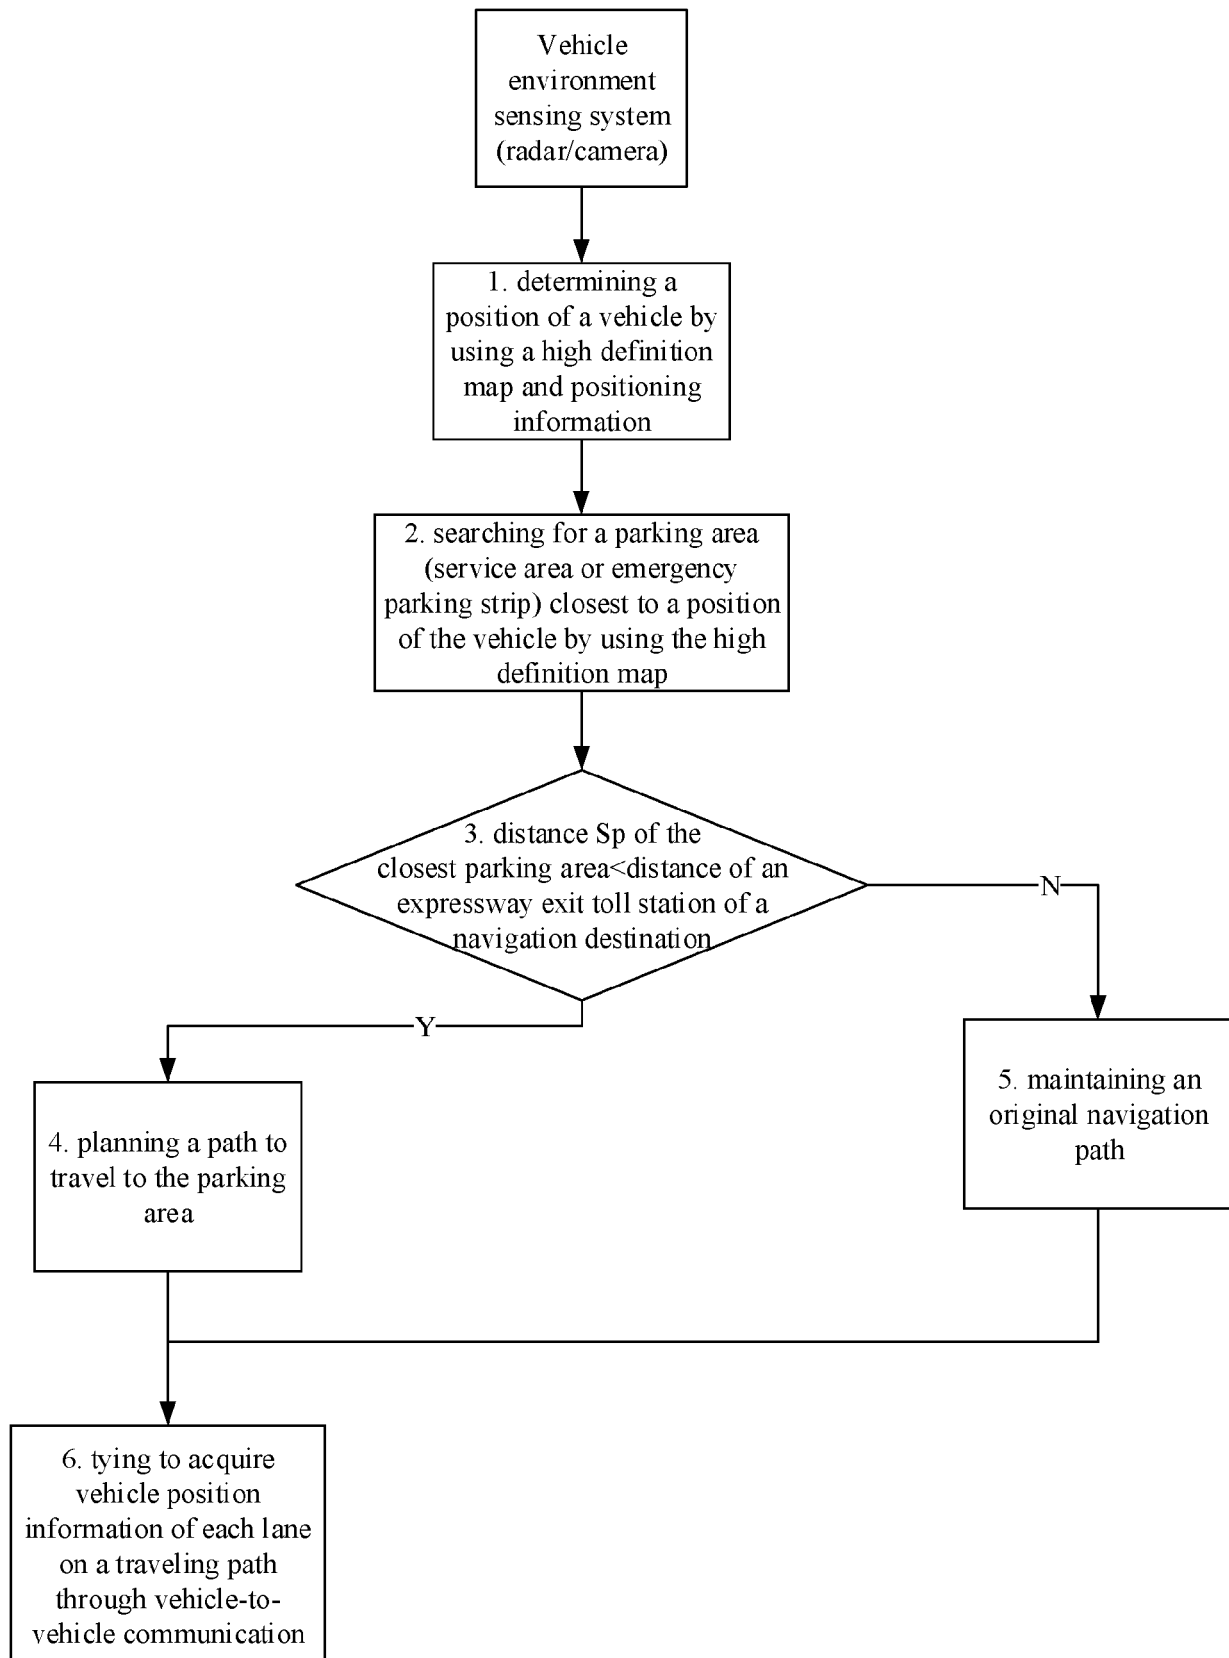 Vehicle
environment
sensing system
(radar/camera)
1. determining a
position of a vehicle by
using a high definition
map and positioning
information
2. searching for a parking area
(service area or emergency
parking strip) closest to a position
of the vehicle by using the high
definition map
3. distance Sp of the
closest parking area<distance of an
expressway exit toll station of a
navigation destination
N
Y
5. maintaining an
original navigation
path
4. planning a path to
travel to the parking
area
6. tying to acquire
vehicle position
information of each lane
on a traveling path
through vehicle-to-
vehicle communication